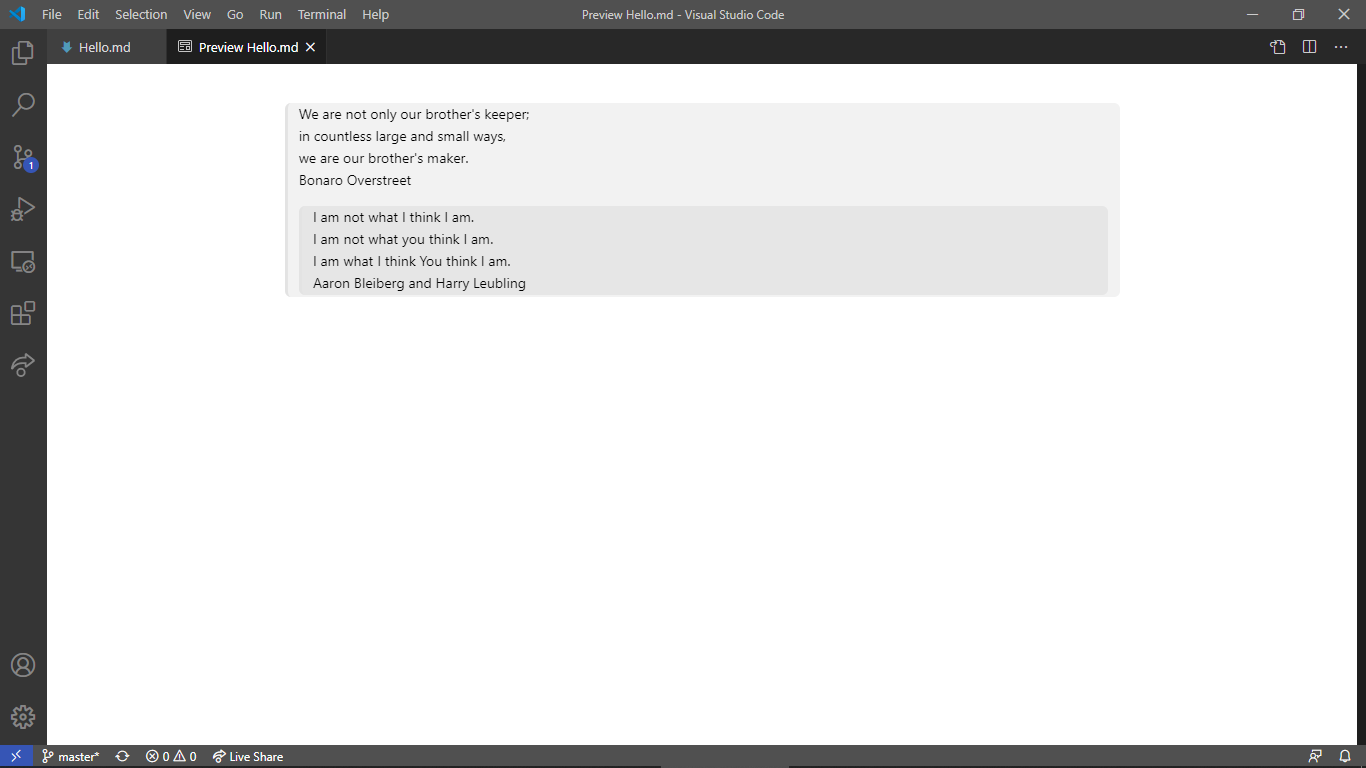 File Edit Selection View Go Run Terminal Help Preview Hello.md - Visual Studio Code
Hello.md Preview Hello.md
We are not only our brother's keeper;
in countless large and small ways,
we are our brother's maker.
Bonaro Overstreet
I am not what I think I am.
I am not what you think I am.
I am what I think You think I am.
Aaron Bleiberg and Harry Leubling
1
master* 0 0 Live Share